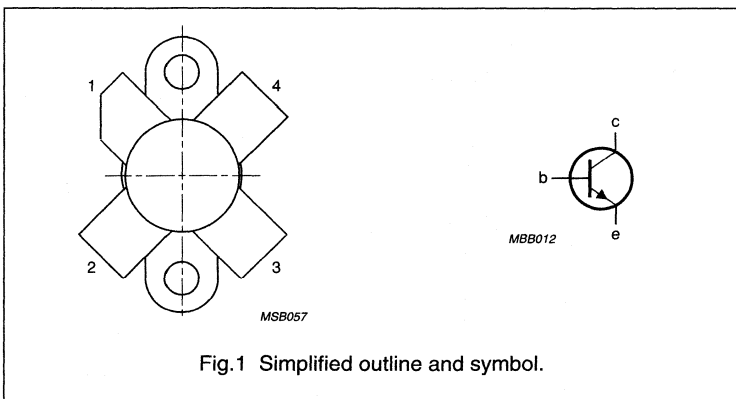 1
4
c
b
MBB012
e
2
3
MSB057
Fig.1 Simplified outline and symbol.